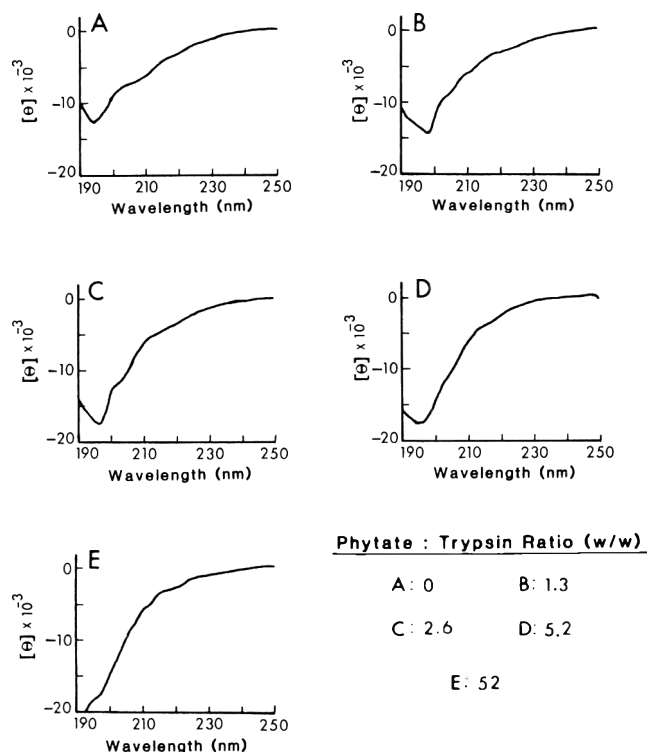 A
0
-10
-20
[θ] × 10⁻³
190 210 230 250
Wavelength (nm)
B
0
-10
-20
[θ] × 10⁻³
190 210 230 250
Wavelength (nm)
C
0
-10
-20
[θ] × 10⁻³
190 210 230 250
Wavelength (nm)
D
0
-10
-20
[θ] × 10⁻³
190 210 230 250
Wavelength (nm)
E
0
-10
-20
[θ] × 10⁻³
190 210 230 250
Wavelength (nm)
Phytate : Trypsin Ratio (w/w)
A: 0 B: 1.3
C: 2.6 D: 5.2
E: 52